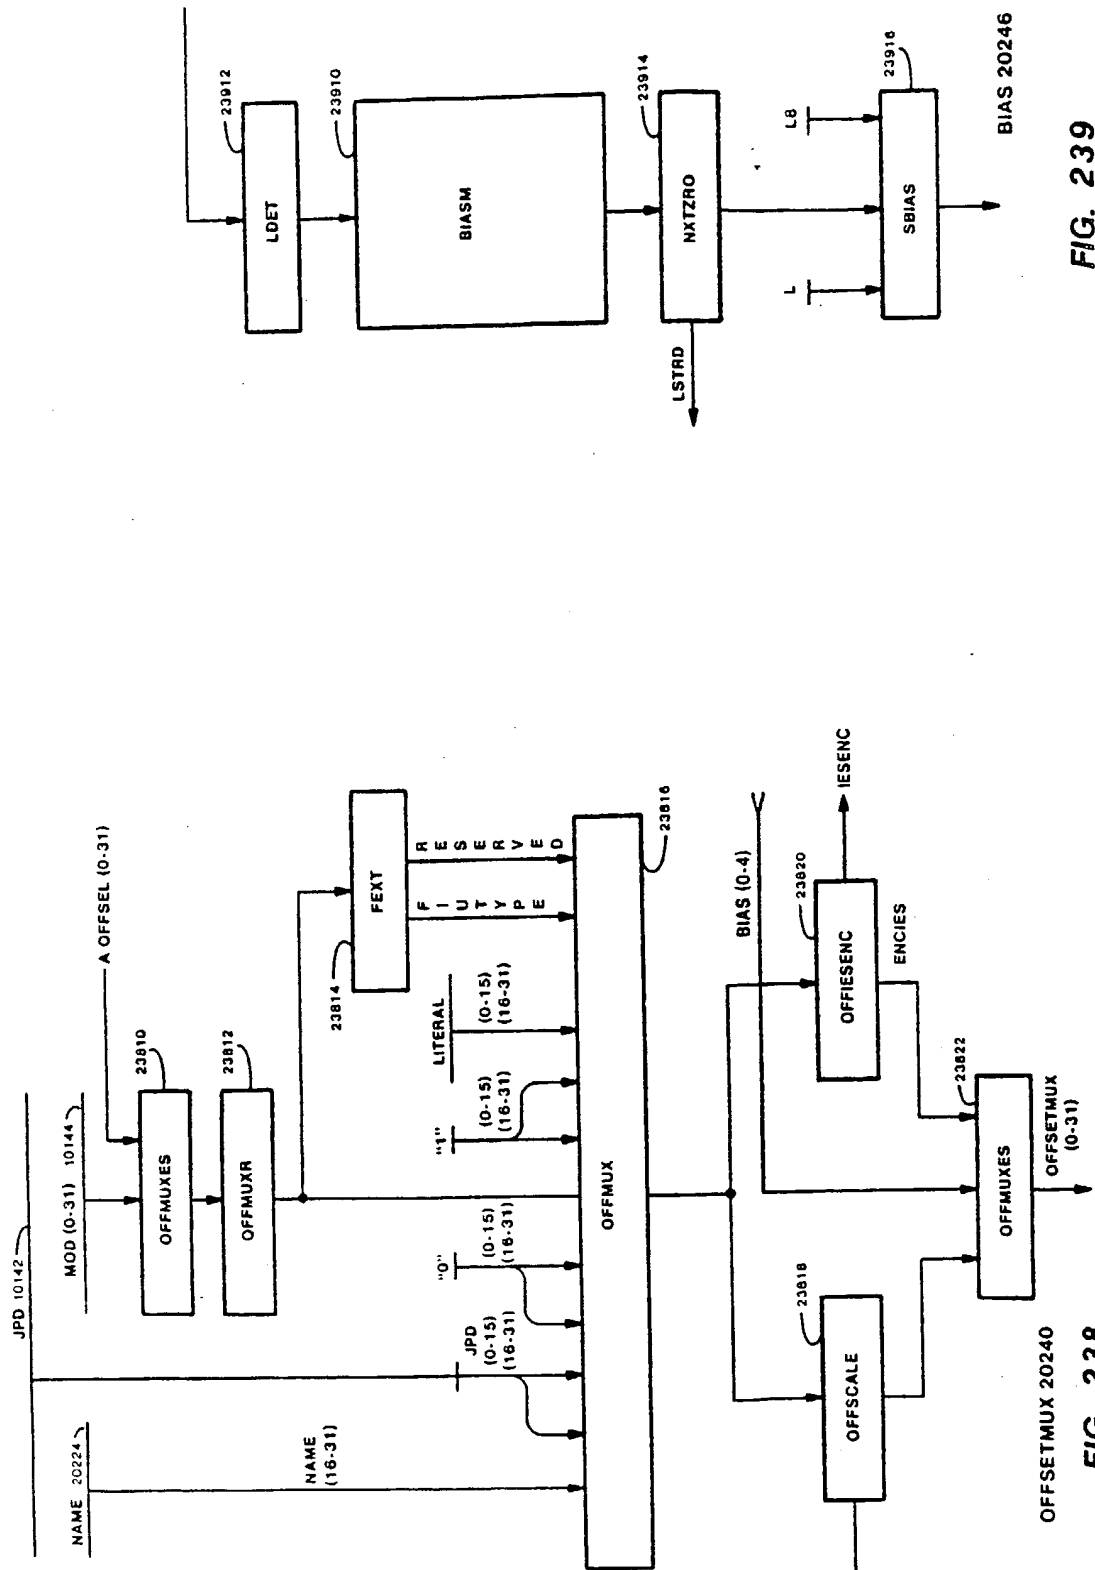 JPD 10142
NAME 20224
MOD (0-31) 10144
A OFFSEL (0-31)
23810
OFFMUXES
23812
OFFMUXR
23814
FEXT
NAME
(16-31)
JPD
(0-15)
(16-31)
"0"
(0-15)
(16-31)
"1"
(0-15)
(16-31)
LITERAL
(0-15)
(16-31)
FIUTYPE
RESERVED
23816
OFFMUX
BIAS (0-4)
23818
OFFSCALE
23820
OFFIESENC
IESENC
ENCIES
23822
OFFMUXES
OFFSETMUX
(0-31)
OFFSETMUX 20240
FIG. 238
23912
LDET
23910
BIASM
23914
NXTZRO
LSTRD
L
L8
23916
SBIAS
BIAS 20246
FIG. 239